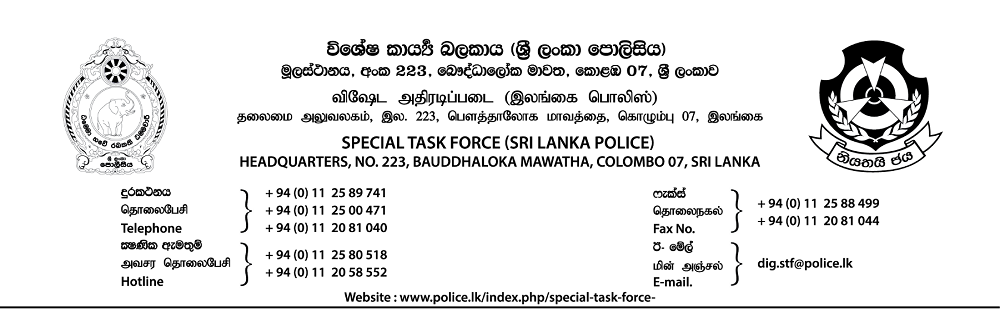 විශේෂ කාර්‍ය්‍ය බලකාය (ශ්‍රී ලංකා පොලිසිය)
මූලස්ථානය, අංක 223, බෞද්ධාලෝක මාවත, කොළඹ 07, ශ්‍රී ලංකාව
விஷேட அதிரடிப்படை (இலங்கை பொலிஸ்)
தலைமை அலுவலகம், இல. 223, பௌத்தாலோக மாவத்தை, கொழும்பு 07, இலங்கை
SPECIAL TASK FORCE (SRI LANKA POLICE)
HEADQUARTERS, NO. 223, BAUDDHALOKA MAWATHA, COLOMBO 07, SRI LANKA
ශ්‍රී ලංකා
පොලිසිය
නියතයි ජය
දුරකථනය
தொலைபேசி
Telephone
+ 94 (0) 11 25 89 741
+ 94 (0) 11 25 00 471
+ 94 (0) 11 20 81 040
ක්‍ෂණික ඇමතුම්
அவசர தொலைபேசி
Hotline
+ 94 (0) 11 25 80 518
+ 94 (0) 11 20 58 552
ෆැක්ස්
தொலைநகல்
Fax No.
+ 94 (0) 11 25 88 499
+ 94 (0) 11 20 81 044
ඊ- මේල්
மின் அஞ்சல்
E-mail.
dig.stf@police.lk
Website : www.police.lk/index.php/special-task-force-